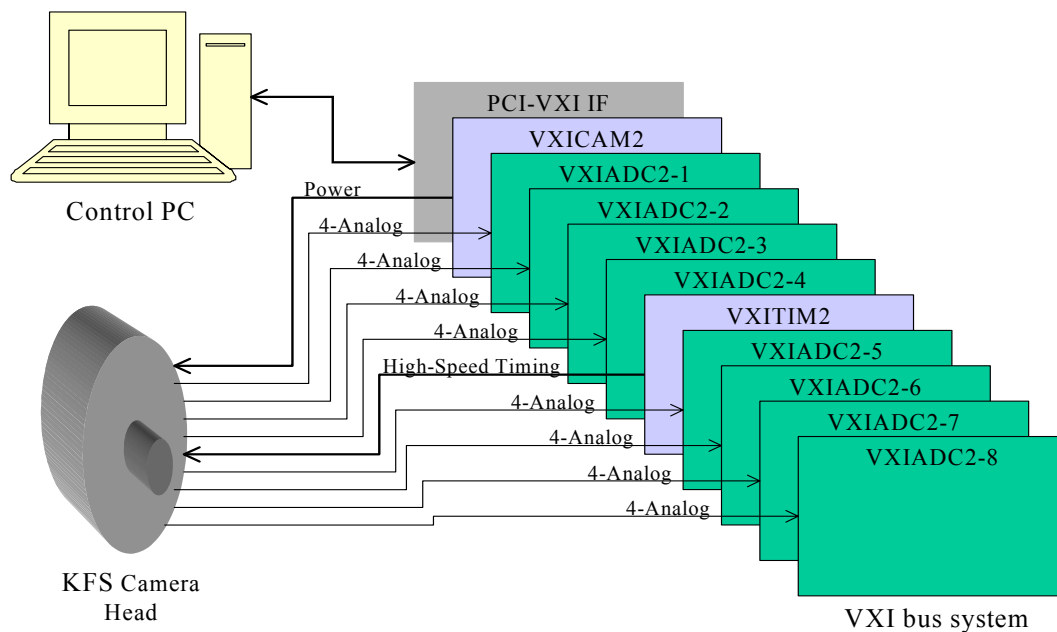 PCI-VXI IF
VXICAM2
VXIADC2-1
Power
Control PC
VXIADC2-2
4-Analog
VXIADC2-3
4-Analog
VXIADC2-4
4-Analog
VXITIM2
4-Analog
VXIADC2-5
High-Speed Timing
VXIADC2-6
4-Analog
VXIADC2-7
4-Analog
VXIADC2-8
4-Analog
4-Analog
KFS Camera
Head
VXI bus system